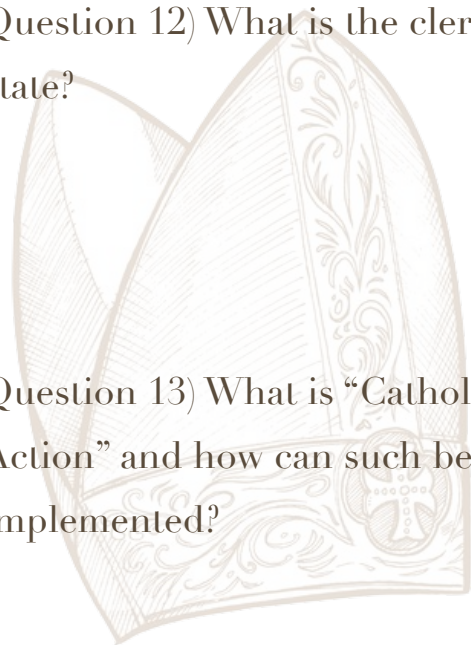 Question 12) What is the cler
tate?
Question 13) What is “Cathol
Action” and how can such be
mplemented?